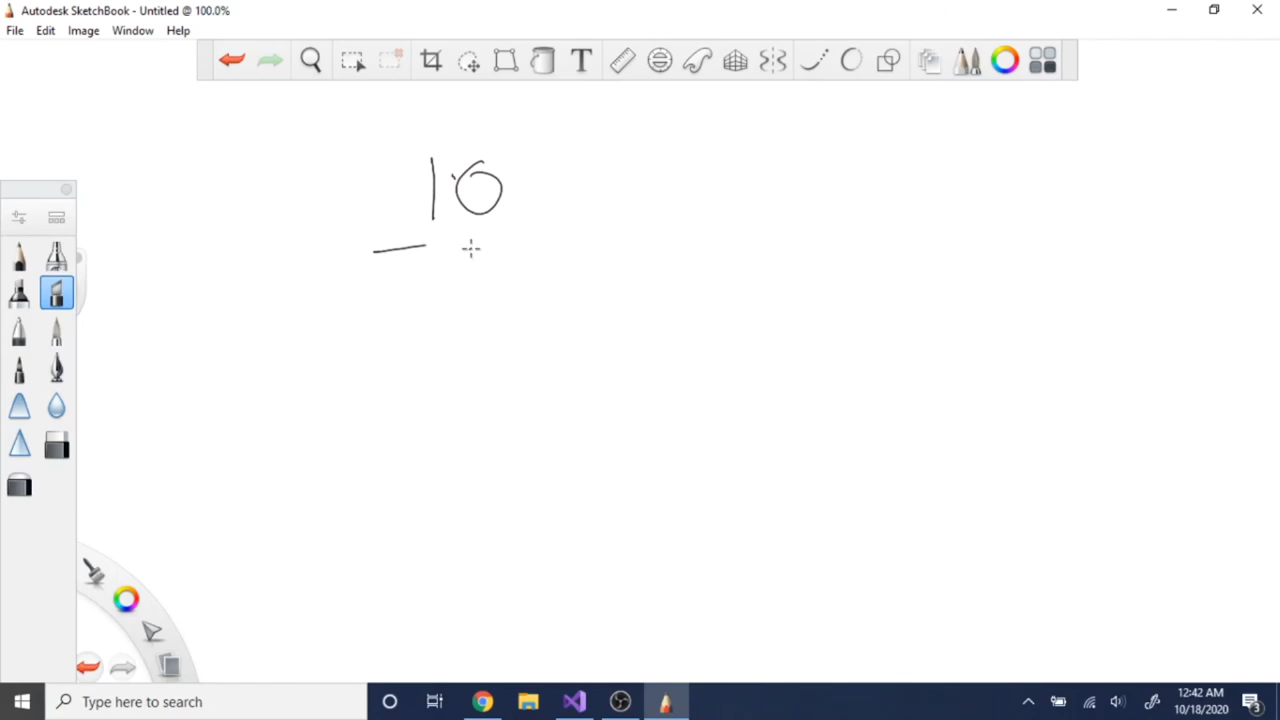 Autodesk SketchBook - Untitled @ 100.0%
File Edit Image Window Help
T
10
—
Type here to search
12:42 AM
10/18/2020
3